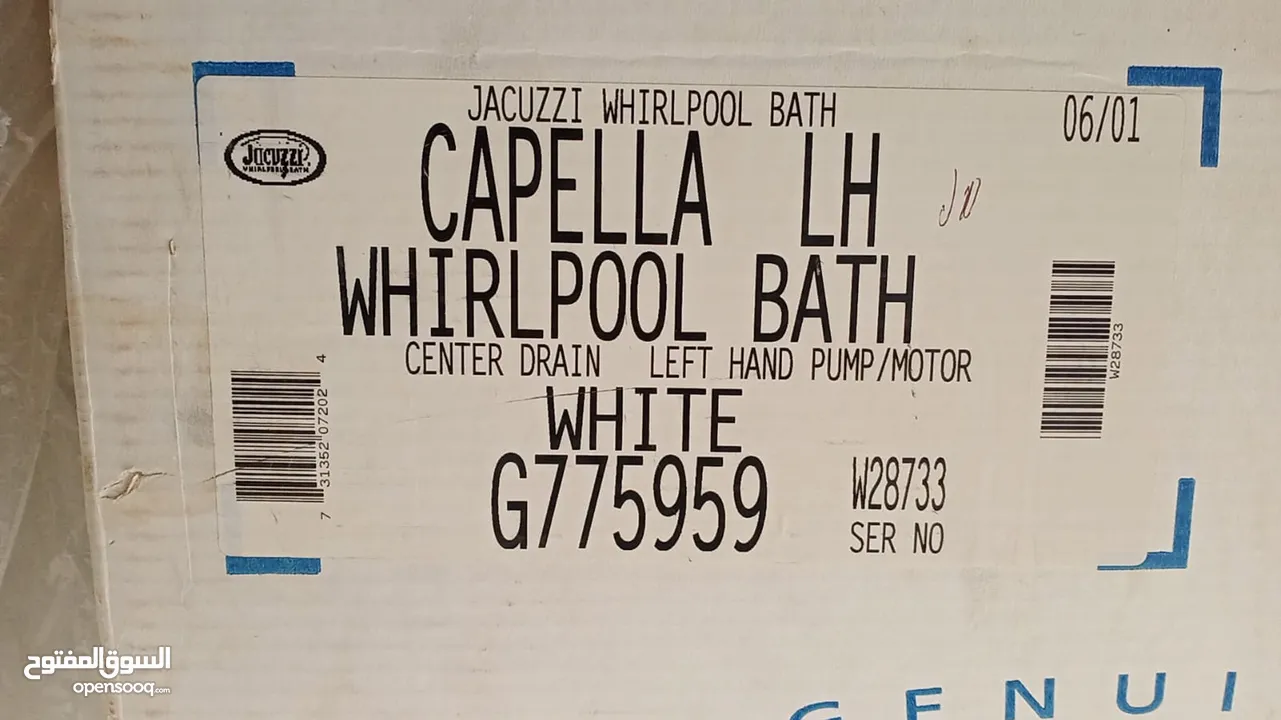 JACUZZI WHIRLPOOL BATH
06/01
Jacuzzi
WHIRLPOOL BATH
CAPELLA LH
WHIRLPOOL BATH
CENTER DRAIN LEFT HAND PUMP/MOTOR
WHITE
G775959
W28733
SER NO
7 31352 07202 4
W28733
GENUI
السوق المفتوح
opensooq.com